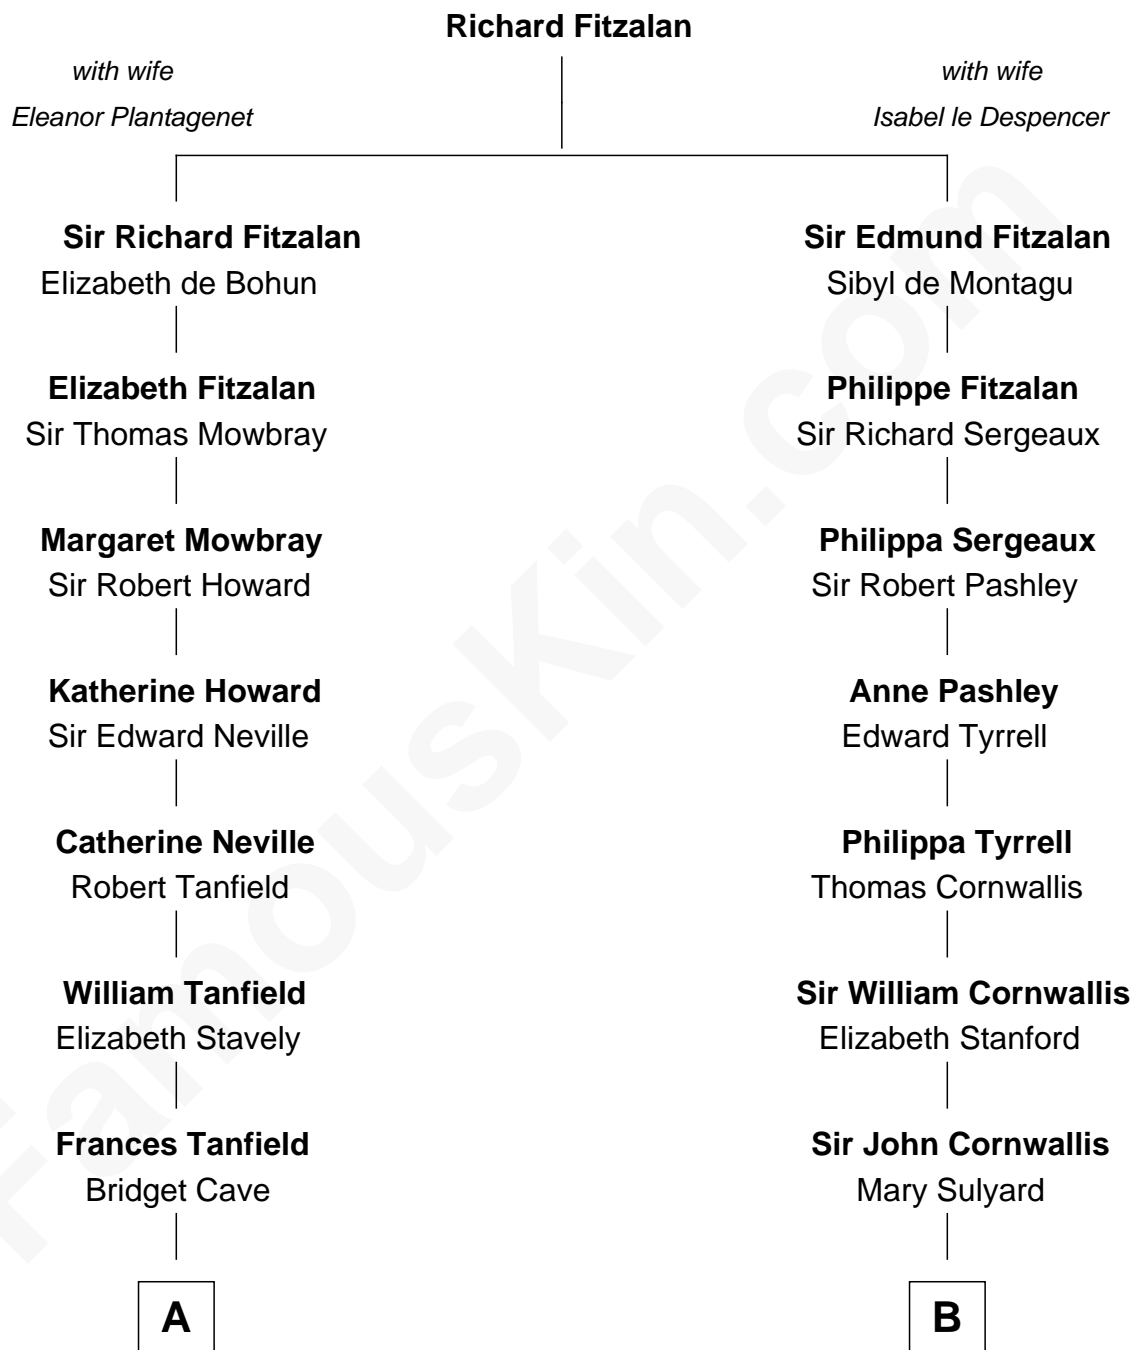 Richard Fitzalan
with wife
Eleanor Plantagenet
with wife
Isabel le Despencer
Sir Richard Fitzalan
Elizabeth de Bohun
Elizabeth Fitzalan
Sir Thomas Mowbray
Margaret Mowbray
Sir Robert Howard
Katherine Howard
Sir Edward Neville
Catherine Neville
Robert Tanfield
William Tanfield
Elizabeth Stavely
Frances Tanfield
Bridget Cave
A
Sir Edmund Fitzalan
Sibyl de Montagu
Philippe Fitzalan
Sir Richard Sergeaux
Philippa Sergeaux
Sir Robert Pashley
Anne Pashley
Edward Tyrrell
Philippa Tyrrell
Thomas Cornwallis
Sir William Cornwallis
Elizabeth Stanford
Sir John Cornwallis
Mary Sulyard
B
FamousKin.com